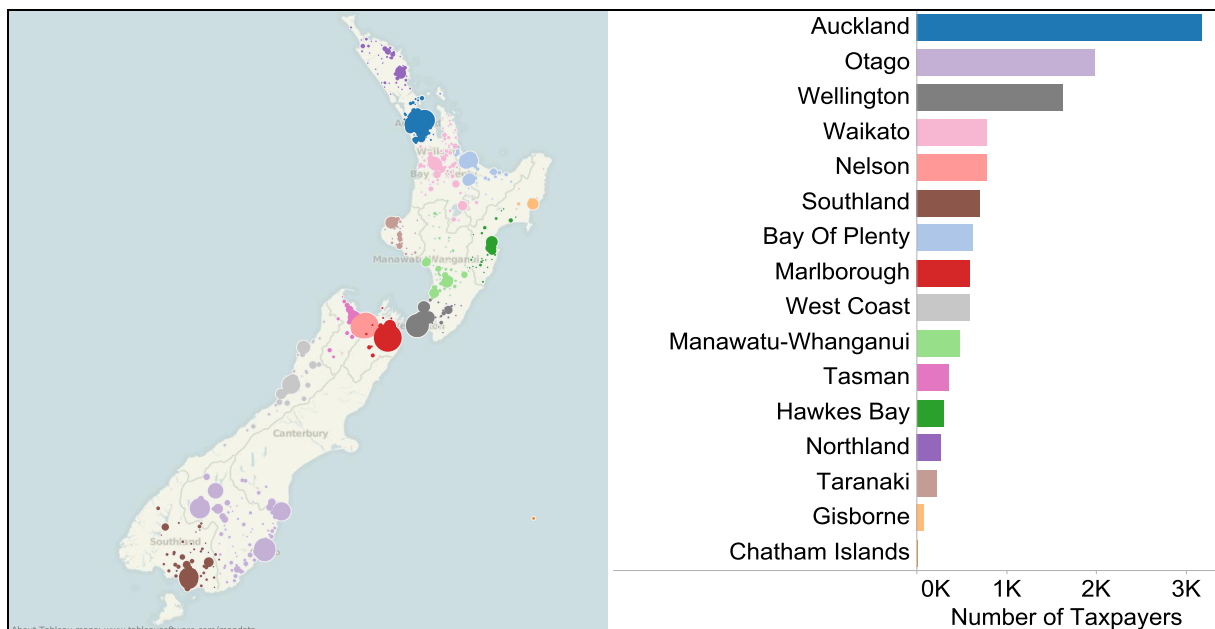 Auckland
Otago
Wellington
Waikato
Nelson
Southland
Bay Of Plenty
Marlborough
West Coast
Manawatu-Whanganui
Tasman
Hawkes Bay
Northland
Taranaki
Gisborne
Chatham Islands
0K 1K 2K 3K
Number of Taxpayers
Bay
Manawatu-Wanganui
Canterbury
Southland